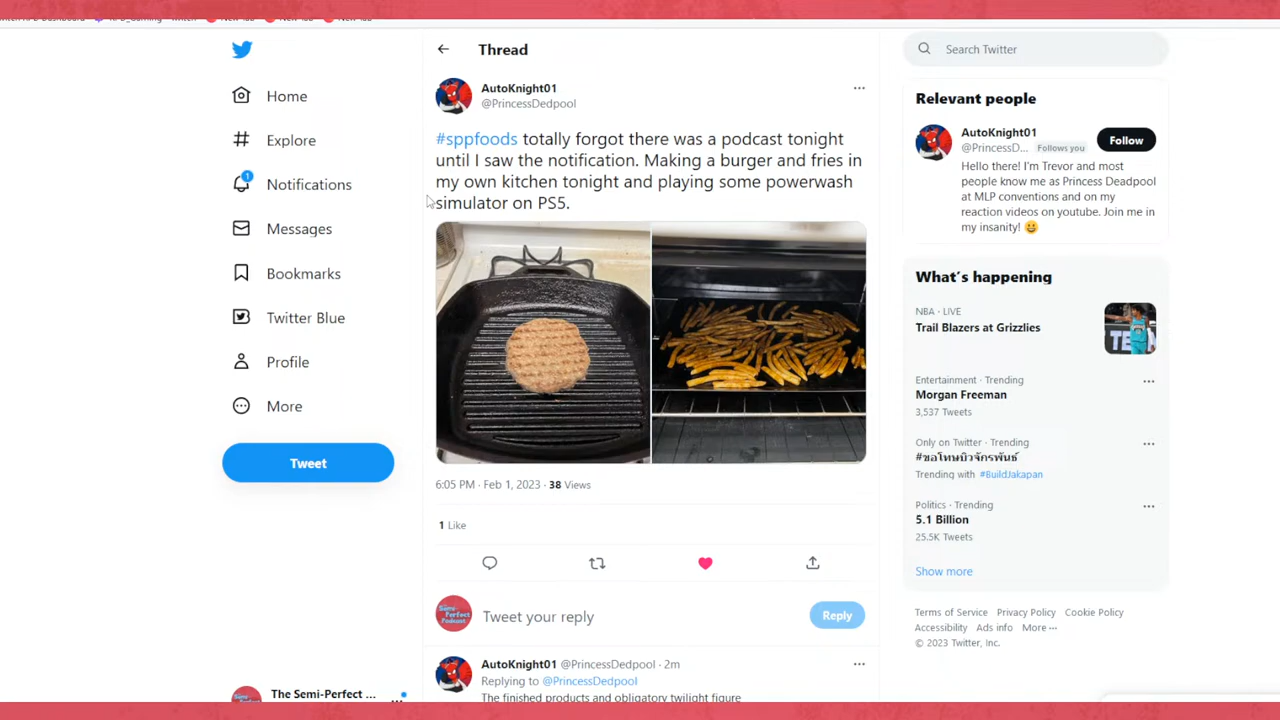 Thread
Home
Explore
1
Notifications
Messages
Bookmarks
Twitter Blue
Profile
More
Tweet
The Semi-Perfect ...
AutoKnight01
@PrincessDedpool
#sppfoods totally forgot there was a podcast tonight
until I saw the notification. Making a burger and fries in
my own kitchen tonight and playing some powerwash
simulator on PS5.
6:05 PM · Feb 1, 2023 · 38 Views
1 Like
Semi-
Perfect
Podcast
Tweet your reply
Reply
AutoKnight01 @PrincessDedpool · 2m
Replying to @PrincessDedpool
The finished products and obligatory twilight figure
Search Twitter
Relevant people
AutoKnight01
@PrincessD... Follows you
Follow
Hello there! I'm Trevor and most
people know me as Princess Deadpool
at MLP conventions and on my
reaction videos on youtube. Join me in
my insanity! 😀
What's happening
NBA · LIVE
Trail Blazers at Grizzlies
Entertainment · Trending
Morgan Freeman
3,537 Tweets
Only on Twitter · Trending
#ขอโทษบิวจักรพันธ์
Trending with #BuildJakapan
Politics · Trending
5.1 Billion
25.5K Tweets
Show more
Terms of Service Privacy Policy Cookie Policy
Accessibility Ads info More ···
© 2023 Twitter, Inc.